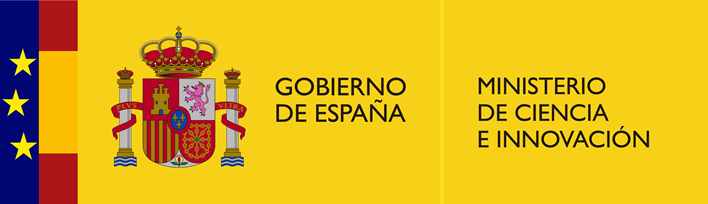 PLVS VLTRA
GOBIERNO
DE ESPAÑA
MINISTERIO
DE CIENCIA
E INNOVACIÓN